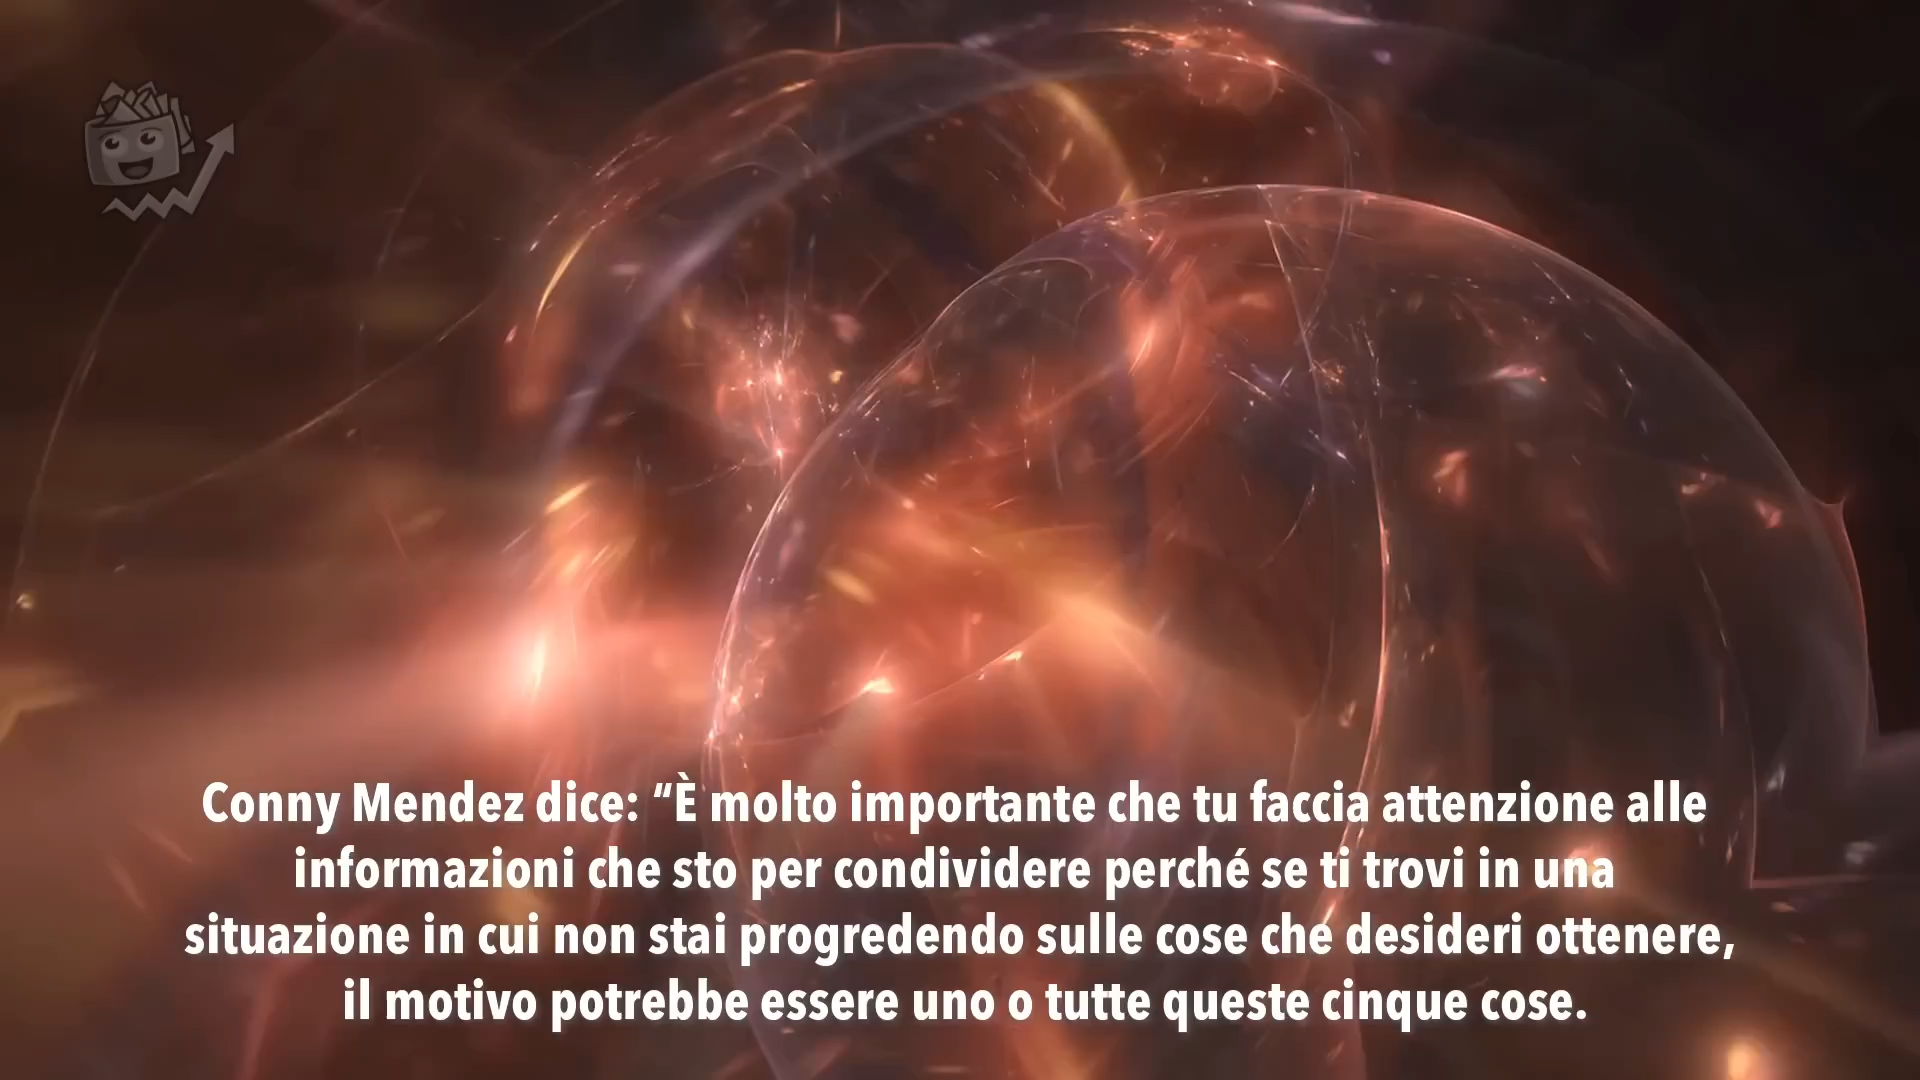 Conny Mendez dice: “È molto importante che tu faccia attenzione alle
informazioni che sto per condividere perché se ti trovi in una
situazione in cui non stai progredendo sulle cose che desideri ottenere,
il motivo potrebbe essere uno o tutte queste cinque cose.